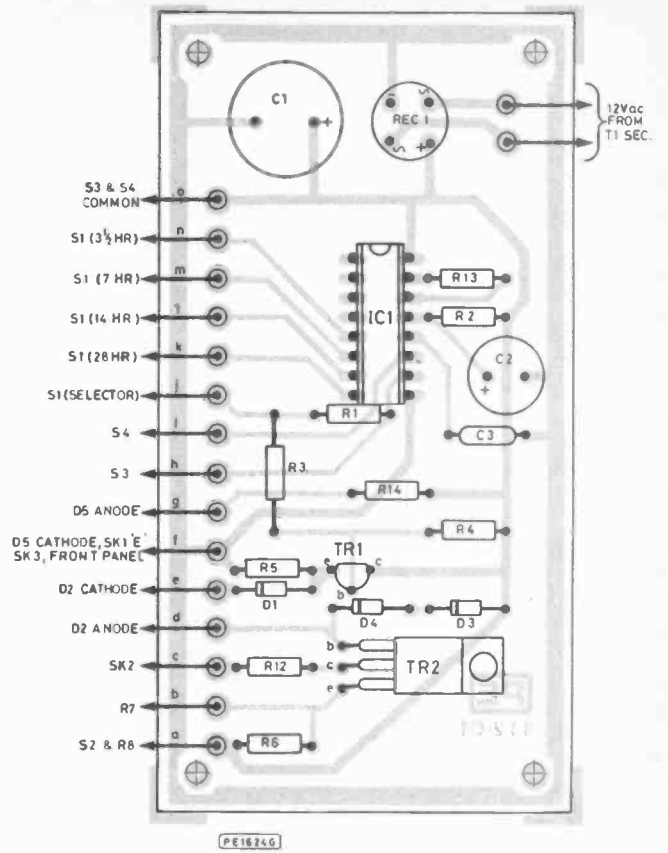 C1
+
REC 1
-
~
~
+
12Vac
FROM
T1 SEC.
S3 & S4
COMMON
o
S1 (3½ HR)
n
S1 (7 HR)
m
S1 (14 HR)
l
S1 (28 HR)
k
S1 (SELECTOR)
j
S4
i
S3
h
D5 ANODE
g
D5 CATHODE, SK1 'E'
SK3, FRONT PANEL
f
D2 CATHODE
e
D2 ANODE
d
SK2
c
R7
b
S2 & R8
a
IC1
R13
R2
C2
+
R1
C3
R3
R14
R4
TR1
e
c
b
R5
D1
D4
D3
b
c
e
TR2
R12
R6
PE1624G